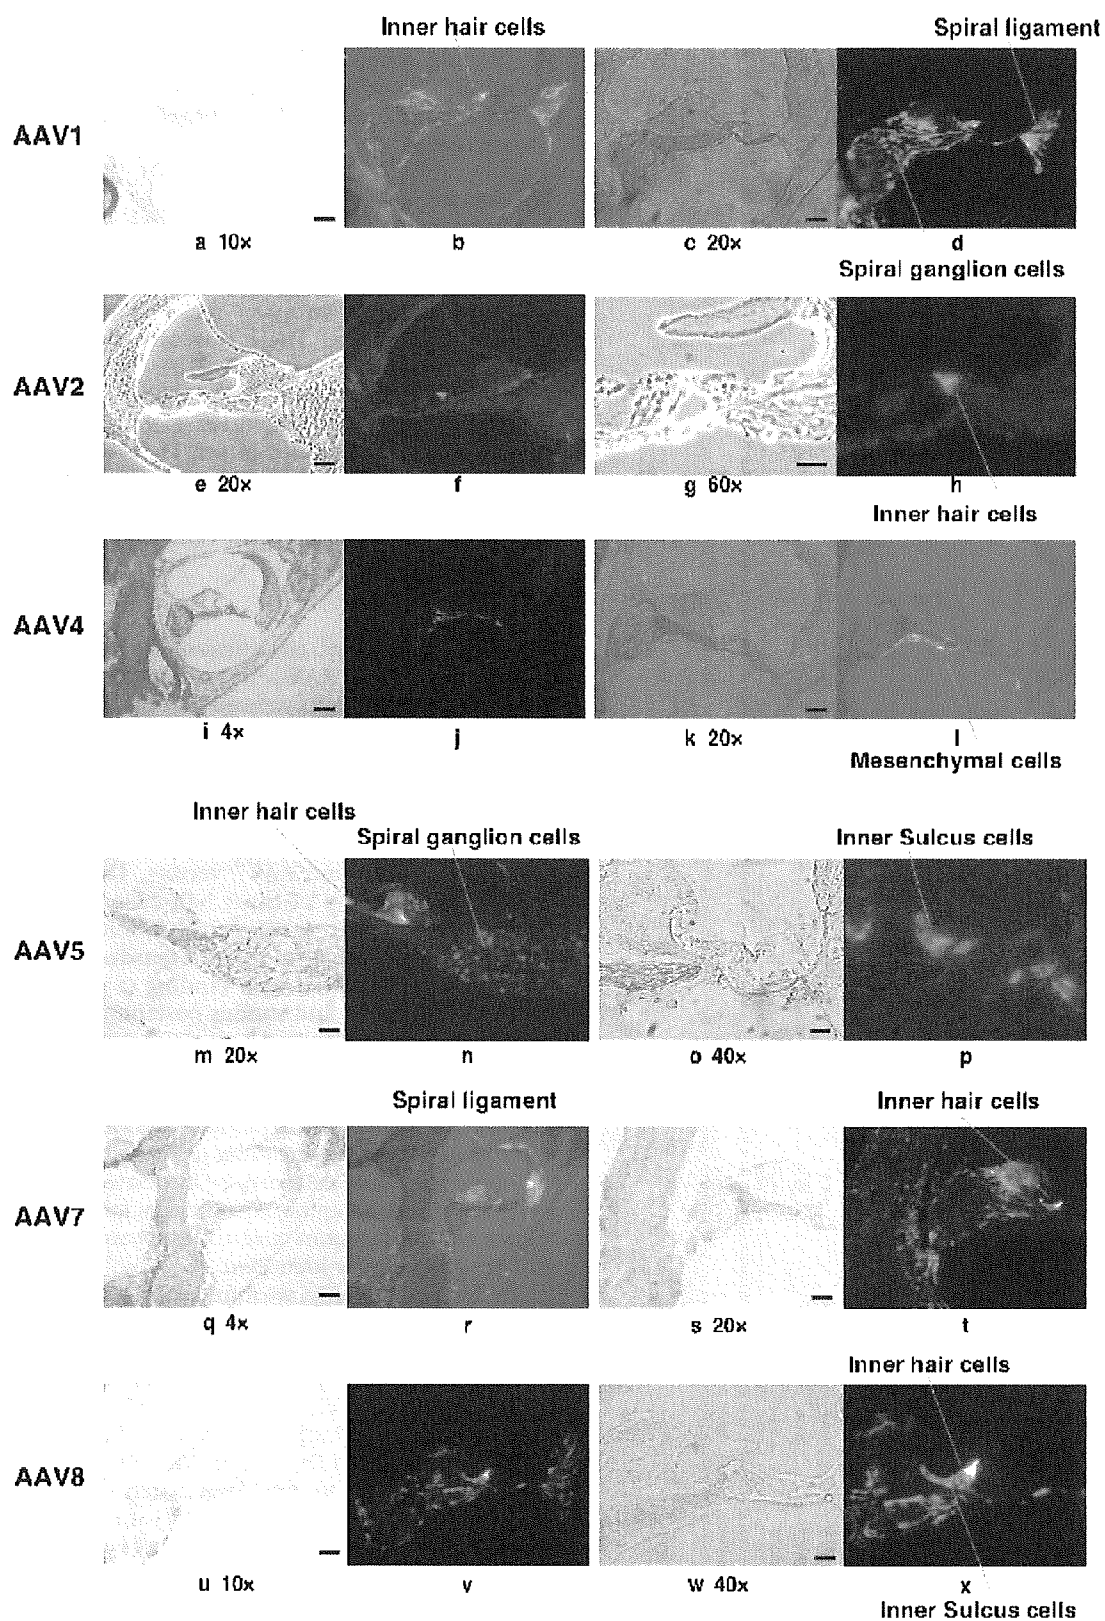 Inner hair cells
Spiral ligament
AAV1
a 10×
b
c 20×
d
Spiral ganglion cells
AAV2
e 20×
f
g 60×
h
Inner hair cells
AAV4
i 4×
j
k 20×
l
Mesenchymal cells
Inner hair cells
Spiral ganglion cells
Inner Sulcus cells
AAV5
m 20×
n
o 40×
p
Spiral ligament
Inner hair cells
AAV7
q 4×
r
s 20×
t
Inner hair cells
AAV8
u 10×
v
w 40×
x
Inner Sulcus cells